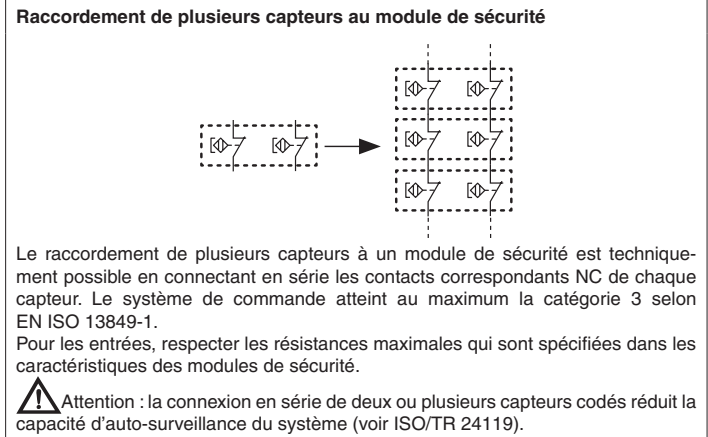 Raccordement de plusieurs capteurs au module de sécurité
Le raccordement de plusieurs capteurs à un module de sécurité est technique-
ment possible en connectant en série les contacts correspondants NC de chaque
capteur. Le système de commande atteint au maximum la catégorie 3 selon
EN ISO 13849-1.
Pour les entrées, respecter les résistances maximales qui sont spécifiées dans les
caractéristiques des modules de sécurité.
Attention : la connexion en série de deux ou plusieurs capteurs codés réduit la
capacité d'auto-surveillance du système (voir ISO/TR 24119).